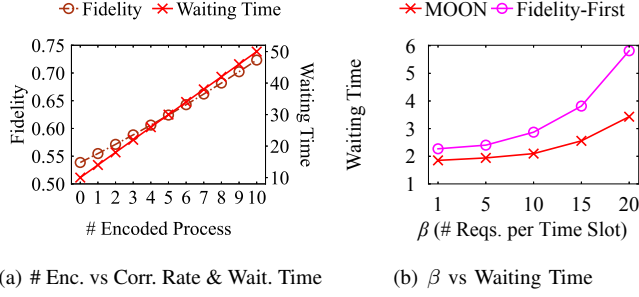 Fidelity Waiting Time
0.75
0.70
0.65
0.60
0.55
0.50
Fidelity
50
40
30
20
10
Waiting Time
0 1 2 3 4 5 6 7 8 9 10
# Encoded Process
(a) # Enc. vs Corr. Rate & Wait. Time
MOON Fidelity-First
6
5
4
3
2
1
Waiting Time
1 5 10 15 20
β (# Reqs. per Time Slot)
(b) β vs Waiting Time